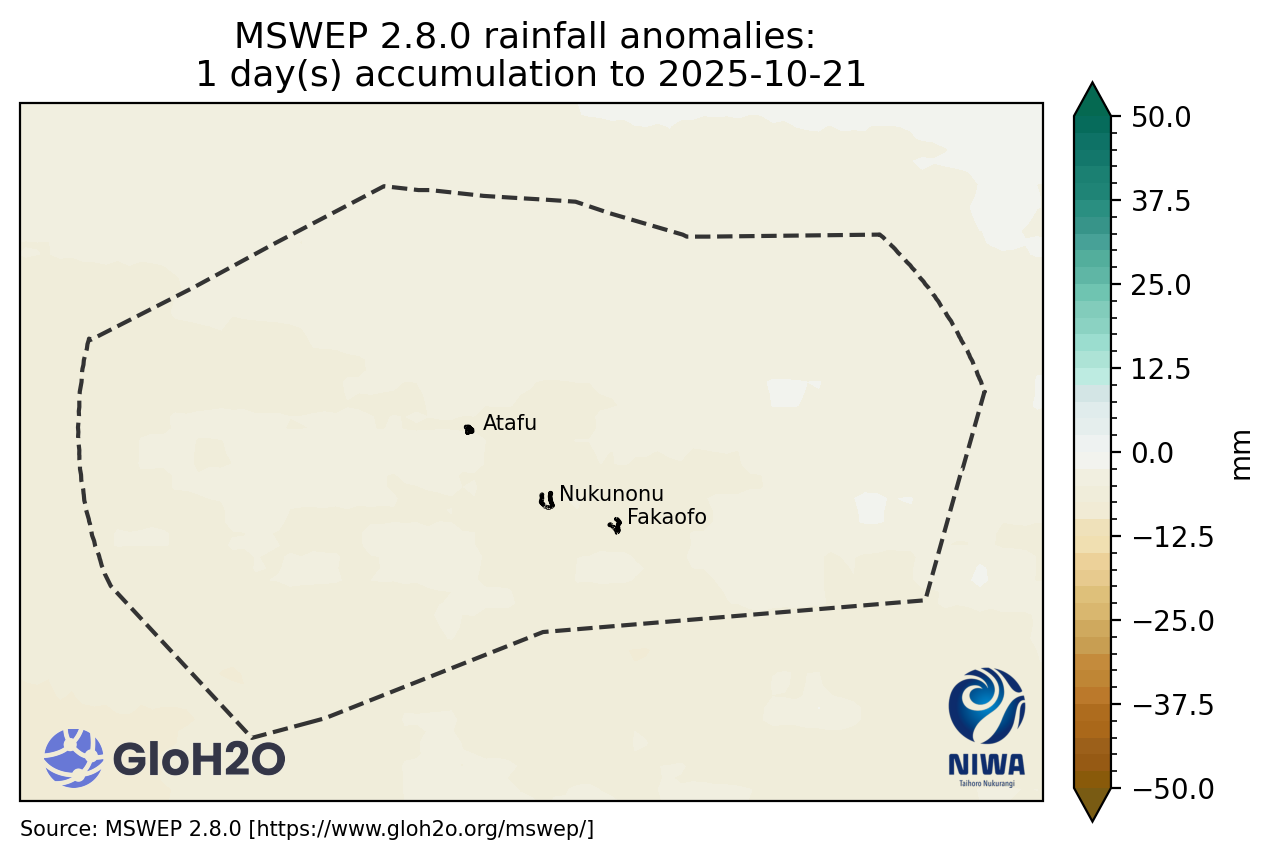 MSWEP 2.8.0 rainfall anomalies:
1 day(s) accumulation to 2025-10-21
50.0
37.5
25.0
12.5
0.0
−12.5
−25.0
−37.5
−50.0
mm
Atafu
Nukunonu
Fakaofo
GloH2O
NIWA
Taihoro Nukurangi
Source: MSWEP 2.8.0 [https://www.gloh2o.org/mswep/]